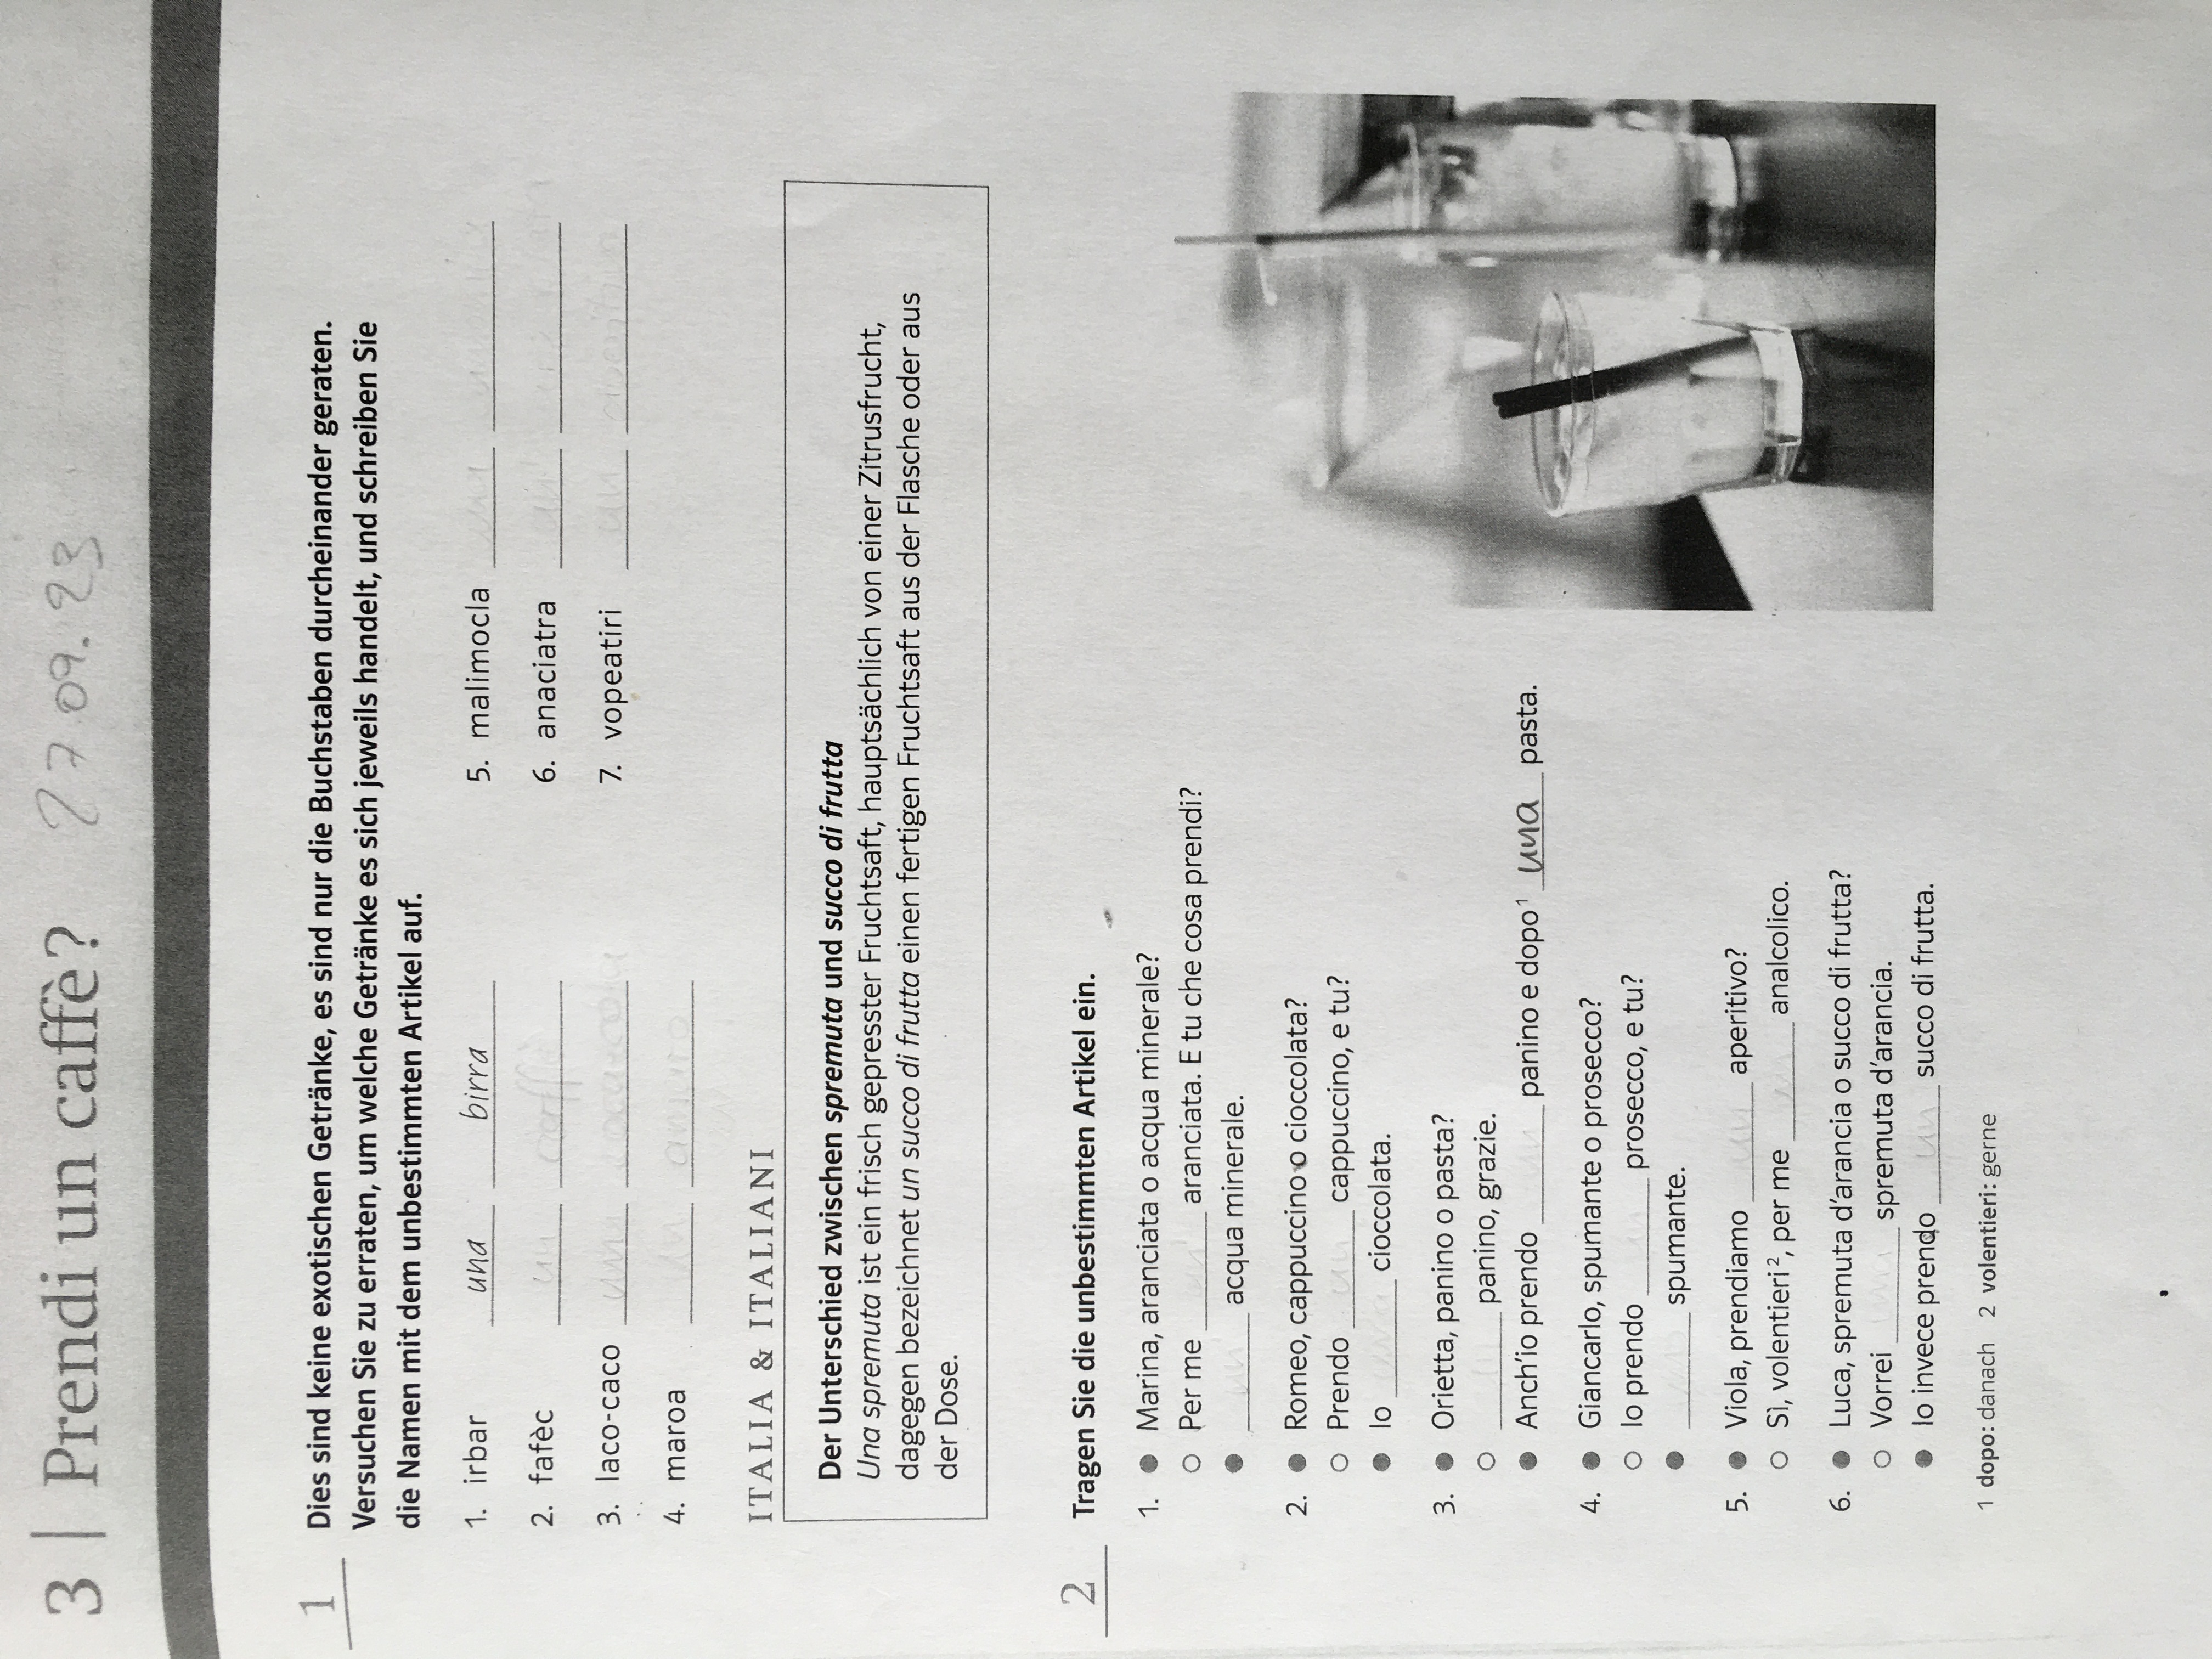 3 | Prendi un caffè? 27 09. 23
1 Dies sind keine exotischen Getränke, es sind nur die Buchstaben durcheinander geraten.
Versuchen Sie zu erraten, um welche Getränke es sich jeweils handelt, und schreiben Sie
die Namen mit dem unbestimmten Artikel auf.
1. irbar una birra
2. fafèc un caffè
3. laco-caco una coca-cola
4. maroa un amaro
5. malimocla
6. anaciatra
7. vopeatiri un
ITALIA & ITALIANI
Der Unterschied zwischen spremuta und succo di frutta
Una spremuta ist ein frisch gepresster Fruchtsaft, hauptsächlich von einer Zitrusfrucht,
dagegen bezeichnet un succo di frutta einen fertigen Fruchtsaft aus der Flasche oder aus
der Dose.
2 Tragen Sie die unbestimmten Artikel ein.
1. ● Marina, aranciata o acqua minerale?
○ Per me un' aranciata. E tu che cosa prendi?
● un' acqua minerale.
2. ● Romeo, cappuccino o cioccolata?
○ Prendo un cappuccino, e tu?
● Io una cioccolata.
3. ● Orietta, panino o pasta?
○ panino, grazie.
● Anch'io prendo un panino e dopo¹ una pasta.
4. ● Giancarlo, spumante o prosecco?
○ Io prendo un prosecco, e tu?
● spumante.
5. ● Viola, prendiamo un aperitivo?
○ Sì, volentieri², per me un analcolico.
6. ● Luca, spremuta d'arancia o succo di frutta?
○ Vorrei una spremuta d'arancia.
● Io invece prendo un succo di frutta.
1 dopo: danach 2 volentieri: gerne